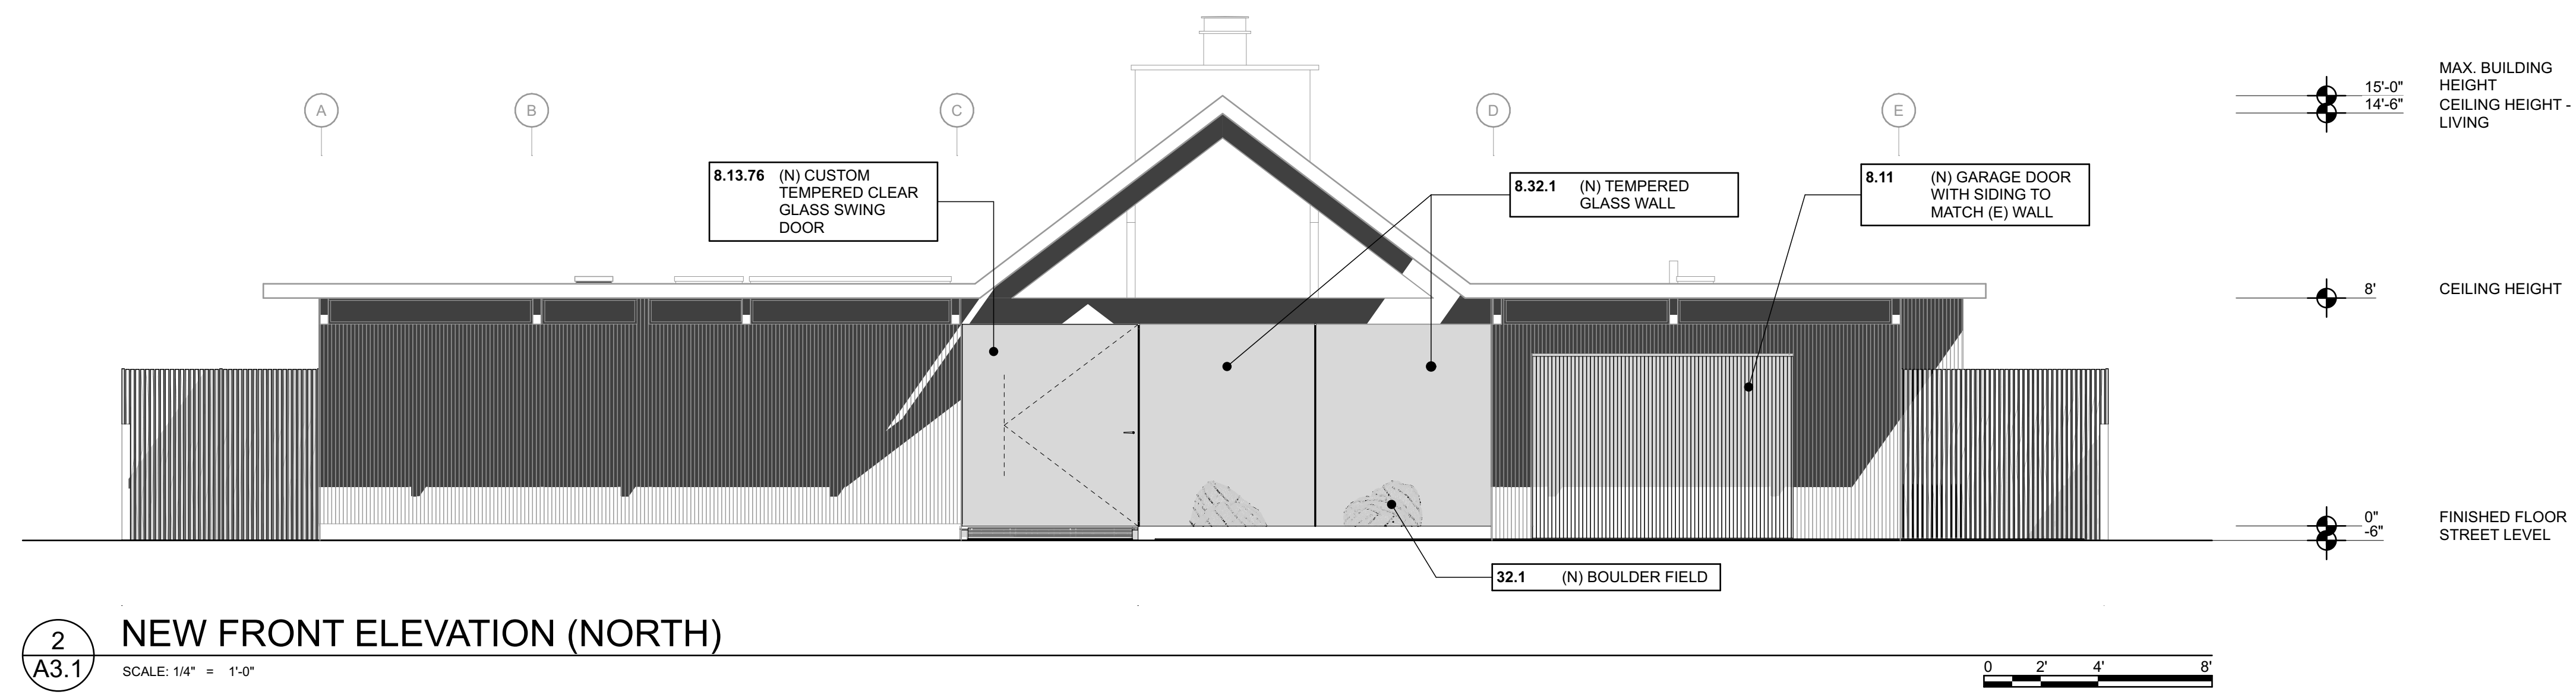 A
B
C
D
E
15'-0"
MAX. BUILDING
HEIGHT
14'-6"
CEILING HEIGHT -
LIVING
8.13.76 (N) CUSTOM
TEMPERED CLEAR
GLASS SWING
DOOR
8.32.1 (N) TEMPERED
GLASS WALL
8.11 (N) GARAGE DOOR
WITH SIDING TO
MATCH (E) WALL
8' CEILING HEIGHT
0" FINISHED FLOOR
-6" STREET LEVEL
32.1 (N) BOULDER FIELD
2
A3.1
NEW FRONT ELEVATION (NORTH)
SCALE: 1/4" = 1'-0"
0 2' 4' 8'